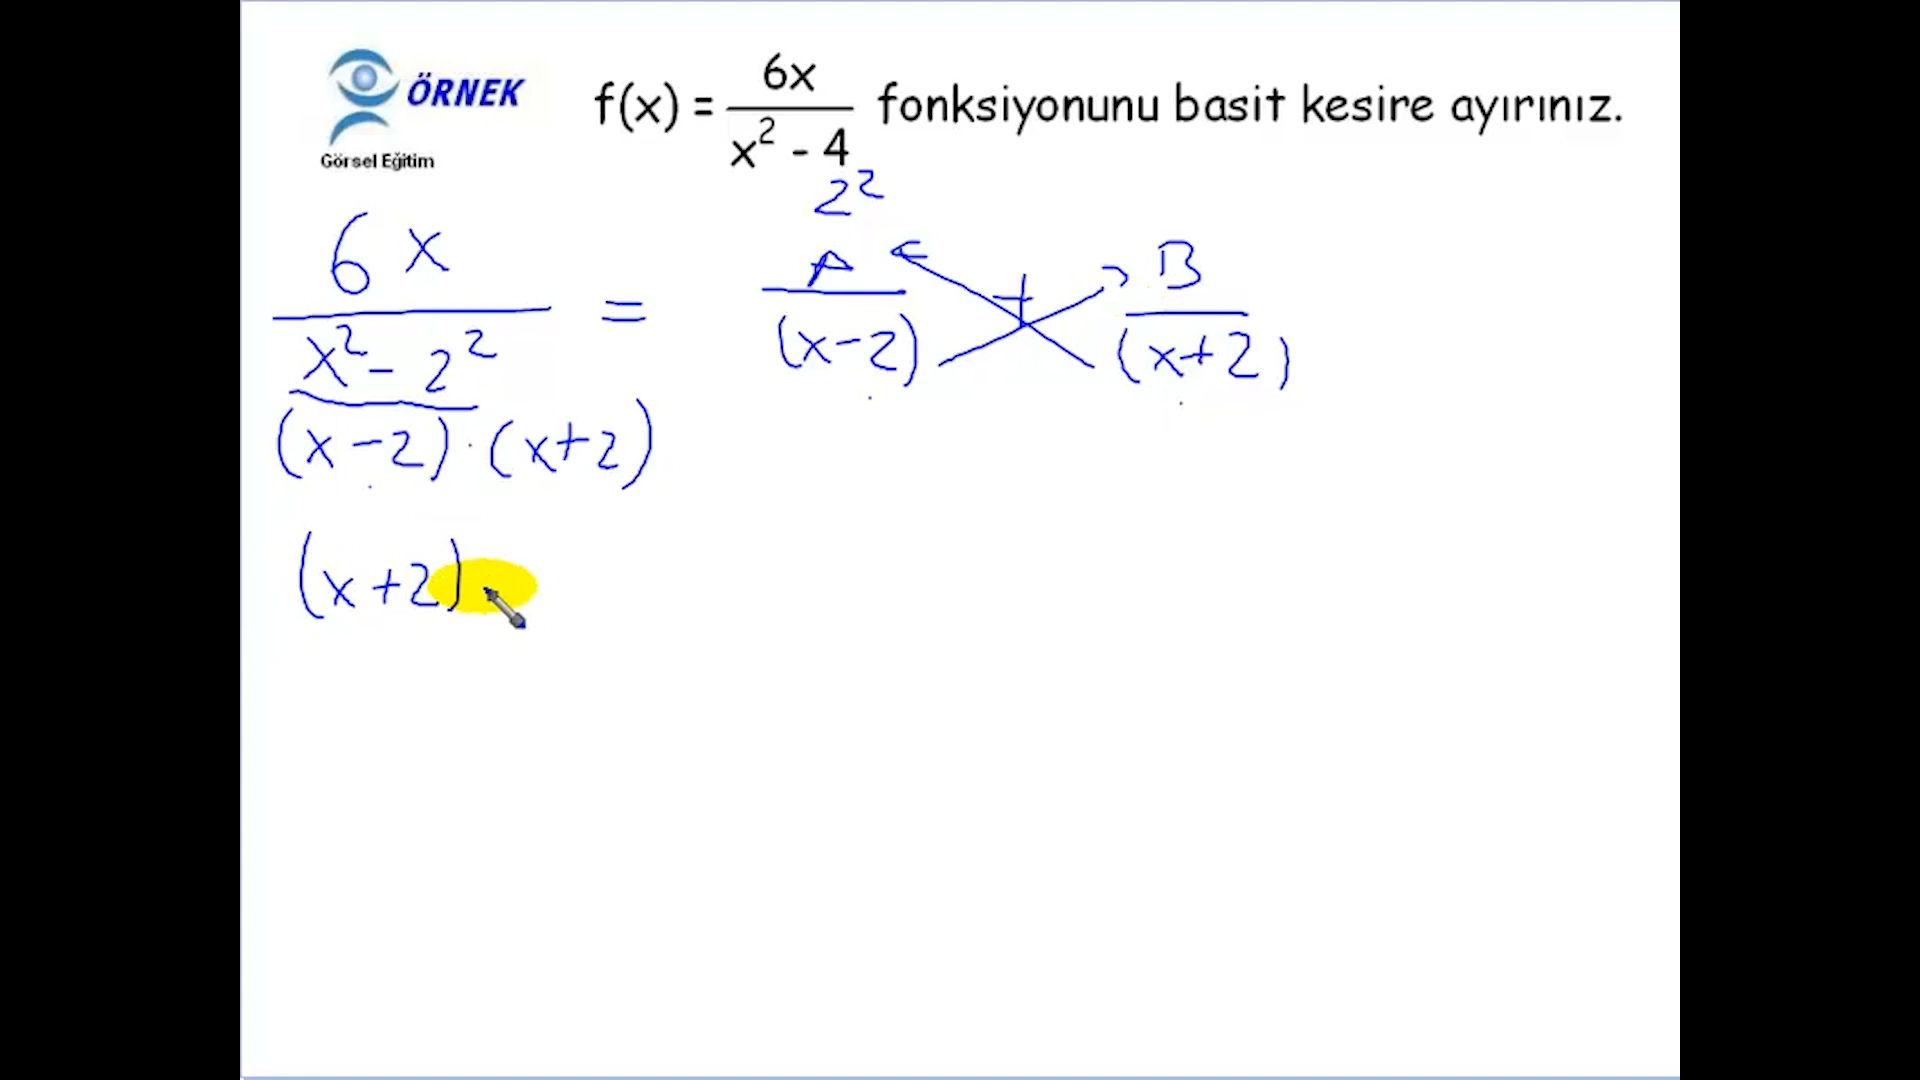 ÖRNEK
Görsel Eğitim
f(x) = 6x / x² - 4 fonksiyonunu basit kesire ayırınız.
2²
6x / x² - 2² = A / (x-2) + B / (x+2)
(x-2) · (x+2)
(x+2)